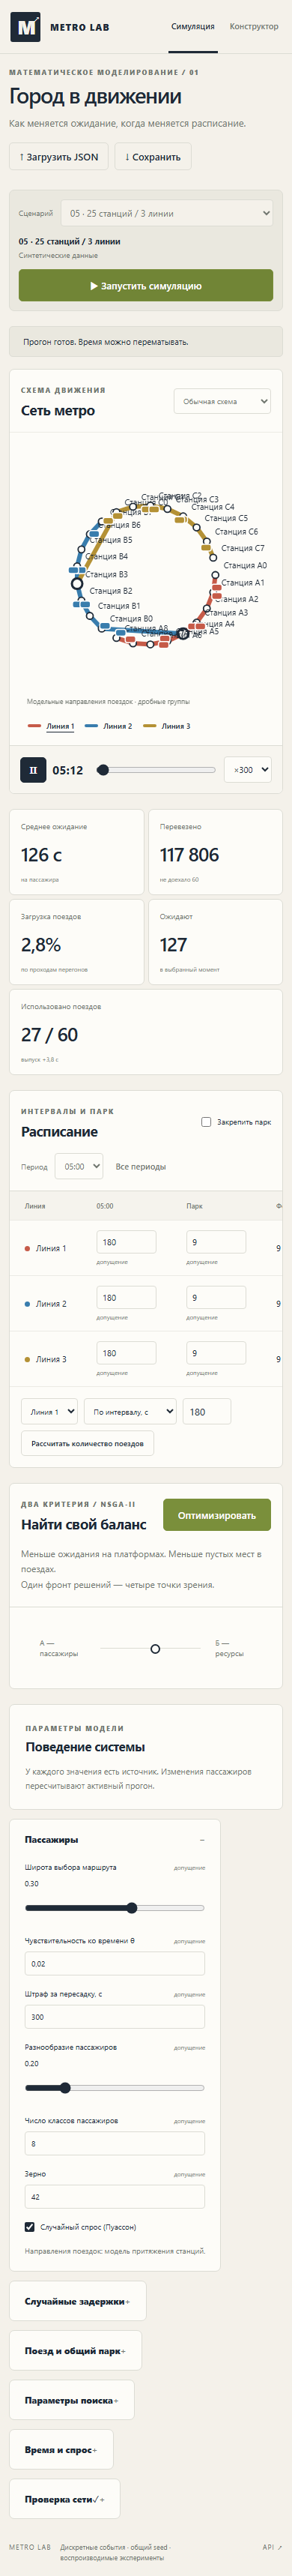 M METRO LAB Симуляция Конструктор
МАТЕМАТИЧЕСКОЕ МОДЕЛИРОВАНИЕ / 01
Город в движении
Как меняется ожидание, когда меняется расписание.
↑ Загрузить JSON ↓ Сохранить
Сценарий 05 · 25 станций / 3 линии
05 · 25 станций / 3 линии
Синтетические данные
▶ Запустить симуляцию
Прогон готов. Время можно перематывать.
СХЕМА ДВИЖЕНИЯ
Сеть метро
Обычная схема
Станция C2
Станция C3
Станция C4
Станция C5
Станция C6
Станция C7
Станция B6
Станция B5
Станция B4
Станция B3
Станция B2
Станция B1
Станция B0
Станция A0
Станция A1
Станция A2
Станция A3
Модельные направления поездок · дробные группы
Линия 1 Линия 2 Линия 3
05:12 ×300
Среднее ожидание
126 с
на пассажира
Перевезено
117 806
не доехало 60
Загрузка поездов
2,8%
по проходам перегонов
Ожидают
127
в выбранный момент
Использовано поездов
27 / 60
выпуск +3,8 с
ИНТЕРВАЛЫ И ПАРК
Расписание
Закрепить парк
Период 05:00 Все периоды
Линия 05:00 Парк
Линия 1 180 9 9
допущение допущение
Линия 2 180 9 9
допущение допущение
Линия 3 180 9 9
допущение допущение
Линия 1 По интервалу, с 180
Рассчитать количество поездов
ДВА КРИТЕРИЯ / NSGA-II
Найти свой баланс
Оптимизировать
Меньше ожидания на платформах. Меньше пустых мест в
поездах.
Один фронт решений — четыре точки зрения.
А —
пассажиры
Б —
ресурсы
ПАРАМЕТРЫ МОДЕЛИ
Поведение системы
У каждого значения есть источник. Изменения пассажиров
пересчитывают активный прогон.
Пассажиры −
Широта выбора маршрута допущение
0,30
Чувствительность ко времени θ допущение
0,02
Штраф за пересадку, с допущение
300
Разнообразие пассажиров допущение
0,20
Число классов пассажиров допущение
8
Зерно допущение
42
Случайный спрос (Пуассон)
Направления поездок: модель притяжения станций.
Случайные задержки+
Поезд и общий парк+
Параметры поиска+
Время и спрос+
Проверка сети✓+
METRO LAB Дискретные события · общий seed ·
воспроизводимые эксперименты
API ↗